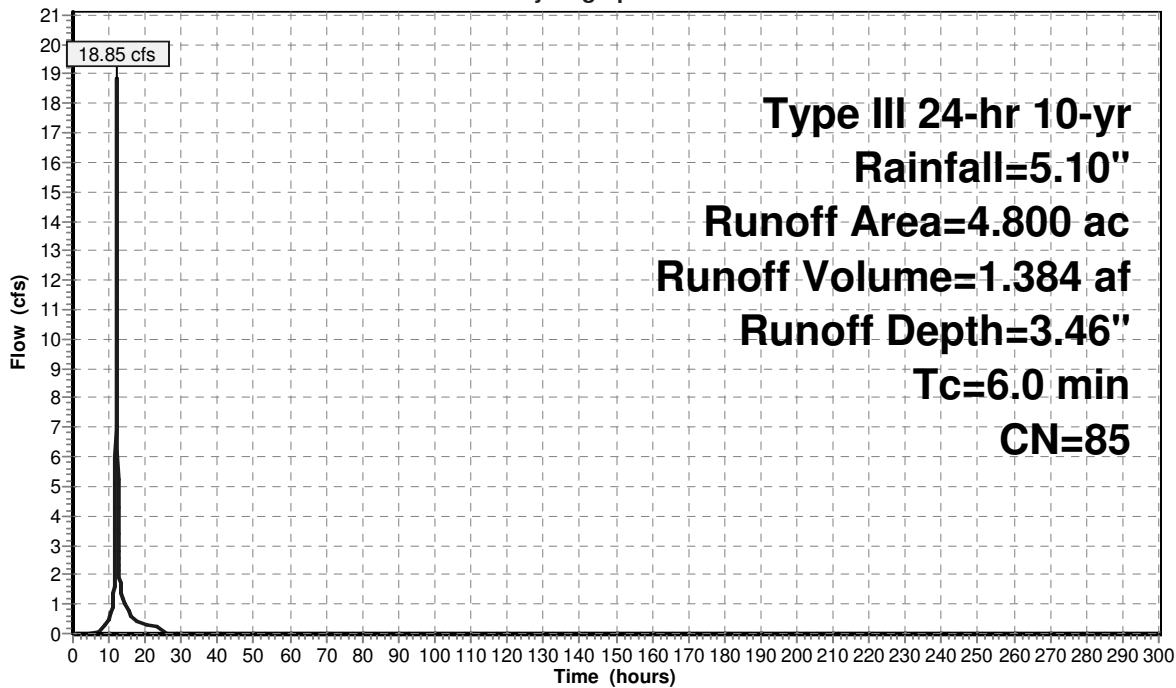 18.85 cfs
Type III 24-hr 10-yr
Rainfall=5.10"
Runoff Area=4.800 ac
Runoff Volume=1.384 af
Runoff Depth=3.46"
Tc=6.0 min
CN=85
Flow (cfs)
21
20
19
18
17
16
15
14
13
12
11
10
9
8
7
6
5
4
3
2
1
0
0 10 20 30 40 50 60 70 80 90 100 110 120 130 140 150 160 170 180 190 200 210 220 230 240 250 260 270 280 290 300
Time (hours)